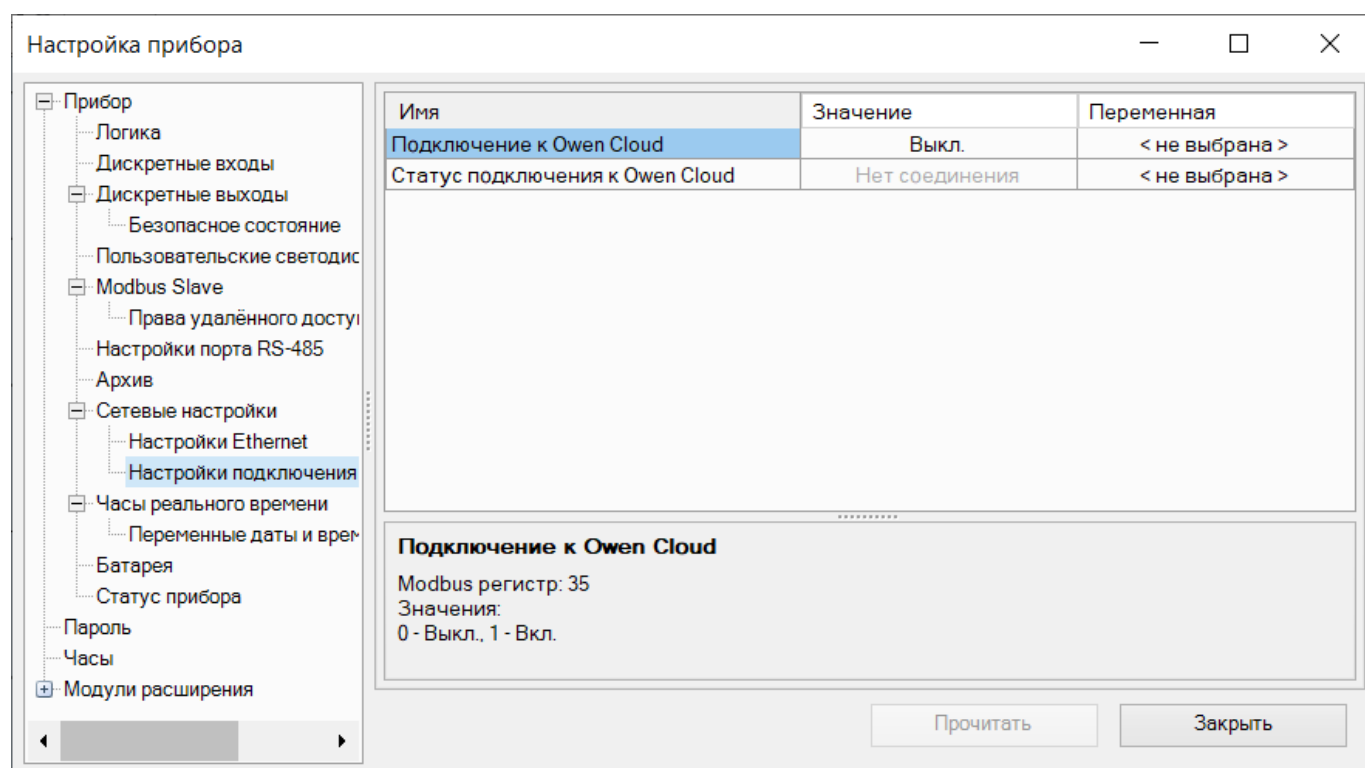 Настройка прибора
Прибор
Логика
Дискретные входы
Дискретные выходы
Безопасное состояние
Пользовательские светодис
Modbus Slave
Права удалённого досту
Настройки порта RS-485
Архив
Сетевые настройки
Настройки Ethernet
Настройки подключения
Часы реального времени
Переменные даты и врем
Батарея
Статус прибора
Пароль
Часы
Модули расширения
Имя Значение Переменная
Подключение к Owen Cloud Выкл. < не выбрана >
Статус подключения к Owen Cloud Нет соединения < не выбрана >
Подключение к Owen Cloud
Modbus регистр: 35
Значения:
0 - Выкл., 1 - Вкл.
Прочитать Закрыть